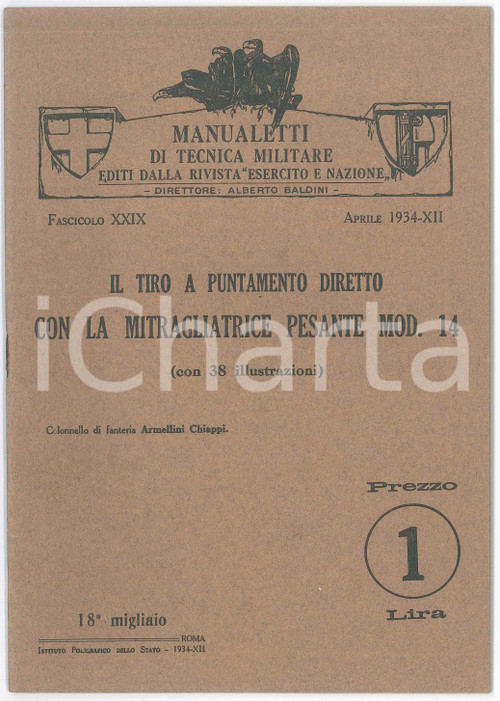 MANUALETTI
DI TECNICA MILITARE
EDITI DALLA RIVISTA "ESERCITO E NAZIONE„
- DIRETTORE: ALBERTO BALDINI -
FASCICOLO XXIX
APRILE 1934-XII
IL TIRO A PUNTAMENTO DIRETTO
CON LA MITRAGLIATRICE PESANTE MOD. 14
iCharta
(con 38 illustrazioni)
Colonnello di fanteria Armellini Chiappi.
Prezzo
1
Lira
18° migliaio
ROMA
ISTITUTO POLIGRAFICO DELLO STATO - 1934-XII